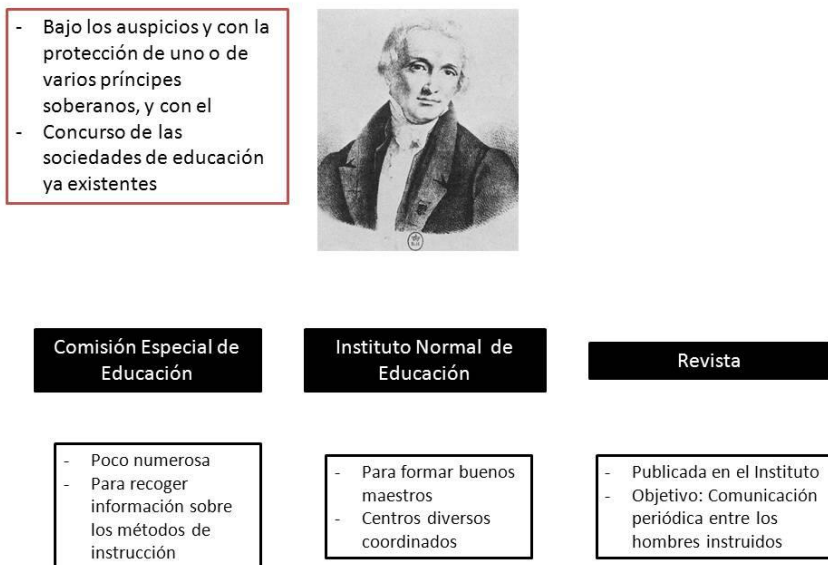 - Bajo los auspicios y con la
protección de uno o de
varios príncipes
soberanos, y con el
- Concurso de las
sociedades de educación
ya existentes
Comisión Especial de
Educación
Instituto Normal de
Educación
Revista
- Poco numerosa
- Para recoger
información sobre
los métodos de
instrucción
- Para formar buenos
maestros
- Centros diversos
coordinados
- Publicada en el Instituto
- Objetivo: Comunicación
periódica entre los
hombres instruidos